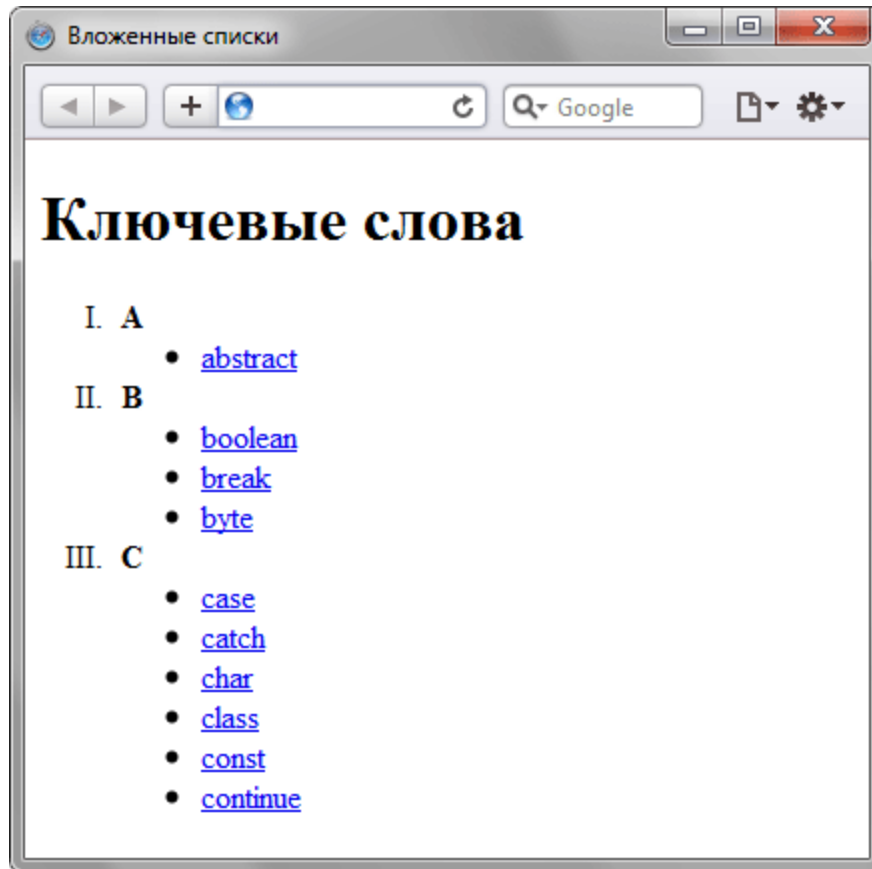 Вложенные списки
Google
Ключевые слова
I. A
• abstract
II. B
• boolean
• break
• byte
III. C
• case
• catch
• char
• class
• const
• continue